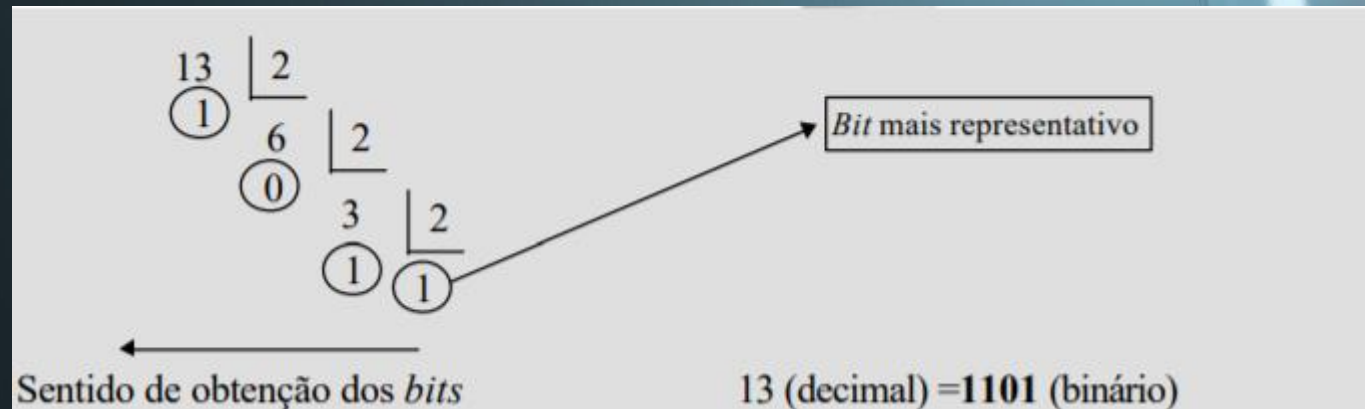 13 2
1
6 2
0
3 2
1 1
Bit mais representativo
Sentido de obtenção dos bits
13 (decimal) =1101 (binário)